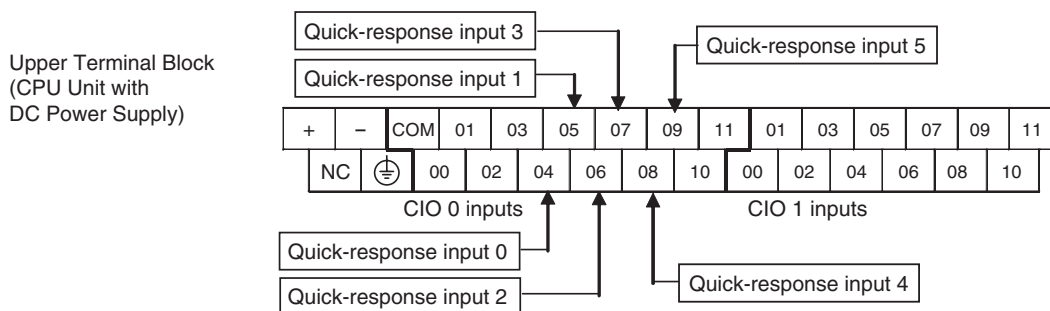 Quick-response input 3
Quick-response input 5
Upper Terminal Block
(CPU Unit with
DC Power Supply)
Quick-response input 1
+ − COM 01 03 05 07 09 11 01 03 05 07 09 11
NC 00 02 04 06 08 10 00 02 04 06 08 10
CIO 0 inputs CIO 1 inputs
Quick-response input 0
Quick-response input 4
Quick-response input 2